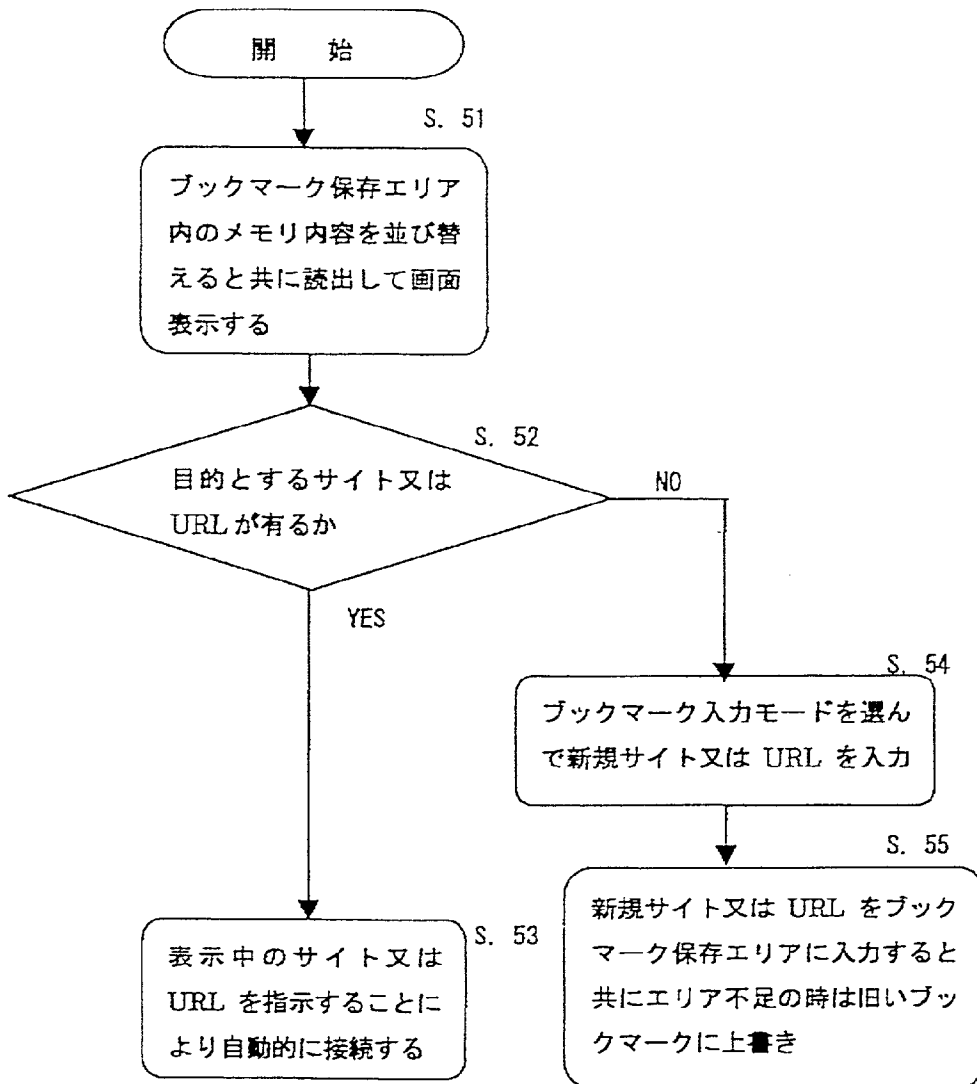 開 始
S. 51
ブックマーク保存エリア
内のメモリ内容を並び替
えると共に読出して画面
表示する
S. 52
目的とするサイト又は
URLが有るか
NO
YES
S. 54
ブックマーク入力モードを選ん
で新規サイト又は URL を入力
S. 53
表示中のサイト又は
URL を指示することに
より自動的に接続する
S. 55
新規サイト又は URL をブック
マーク保存エリアに入力すると
共にエリア不足の時は旧いブッ
クマークに上書き